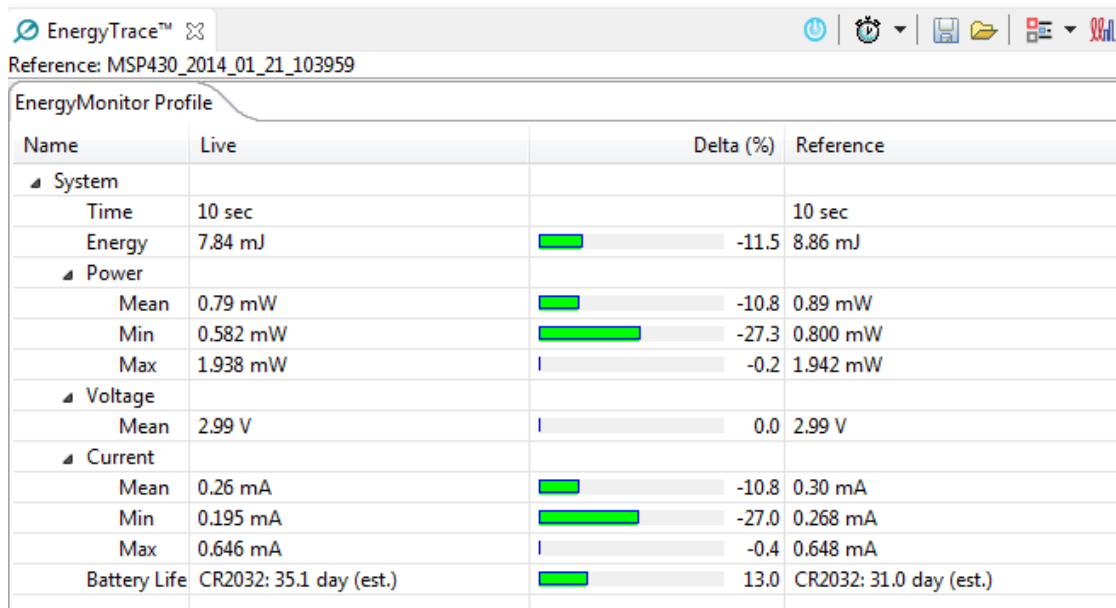 EnergyTrace™
Reference: MSP430_2014_01_21_103959
EnergyMonitor Profile
Name Live Delta (%) Reference
System
Time 10 sec 10 sec
Energy 7.84 mJ -11.5 8.86 mJ
Power
Mean 0.79 mW -10.8 0.89 mW
Min 0.582 mW -27.3 0.800 mW
Max 1.938 mW -0.2 1.942 mW
Voltage
Mean 2.99 V 0.0 2.99 V
Current
Mean 0.26 mA -10.8 0.30 mA
Min 0.195 mA -27.0 0.268 mA
Max 0.646 mA -0.4 0.648 mA
Battery Life CR2032: 35.1 day (est.) 13.0 CR2032: 31.0 day (est.)